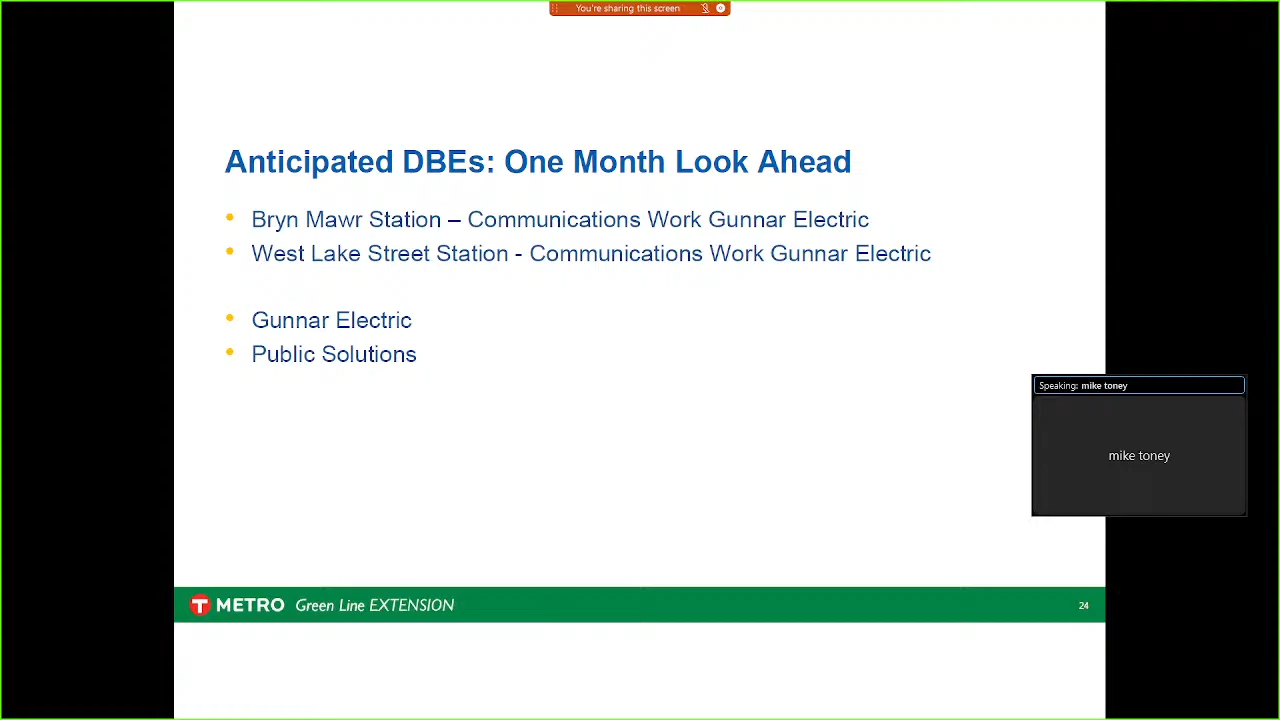 You're sharing this screen
Anticipated DBEs: One Month Look Ahead
• Bryn Mawr Station – Communications Work Gunnar Electric
• West Lake Street Station - Communications Work Gunnar Electric
• Gunnar Electric
• Public Solutions
Speaking: mike toney
mike toney
T METRO Green Line EXTENSION
24